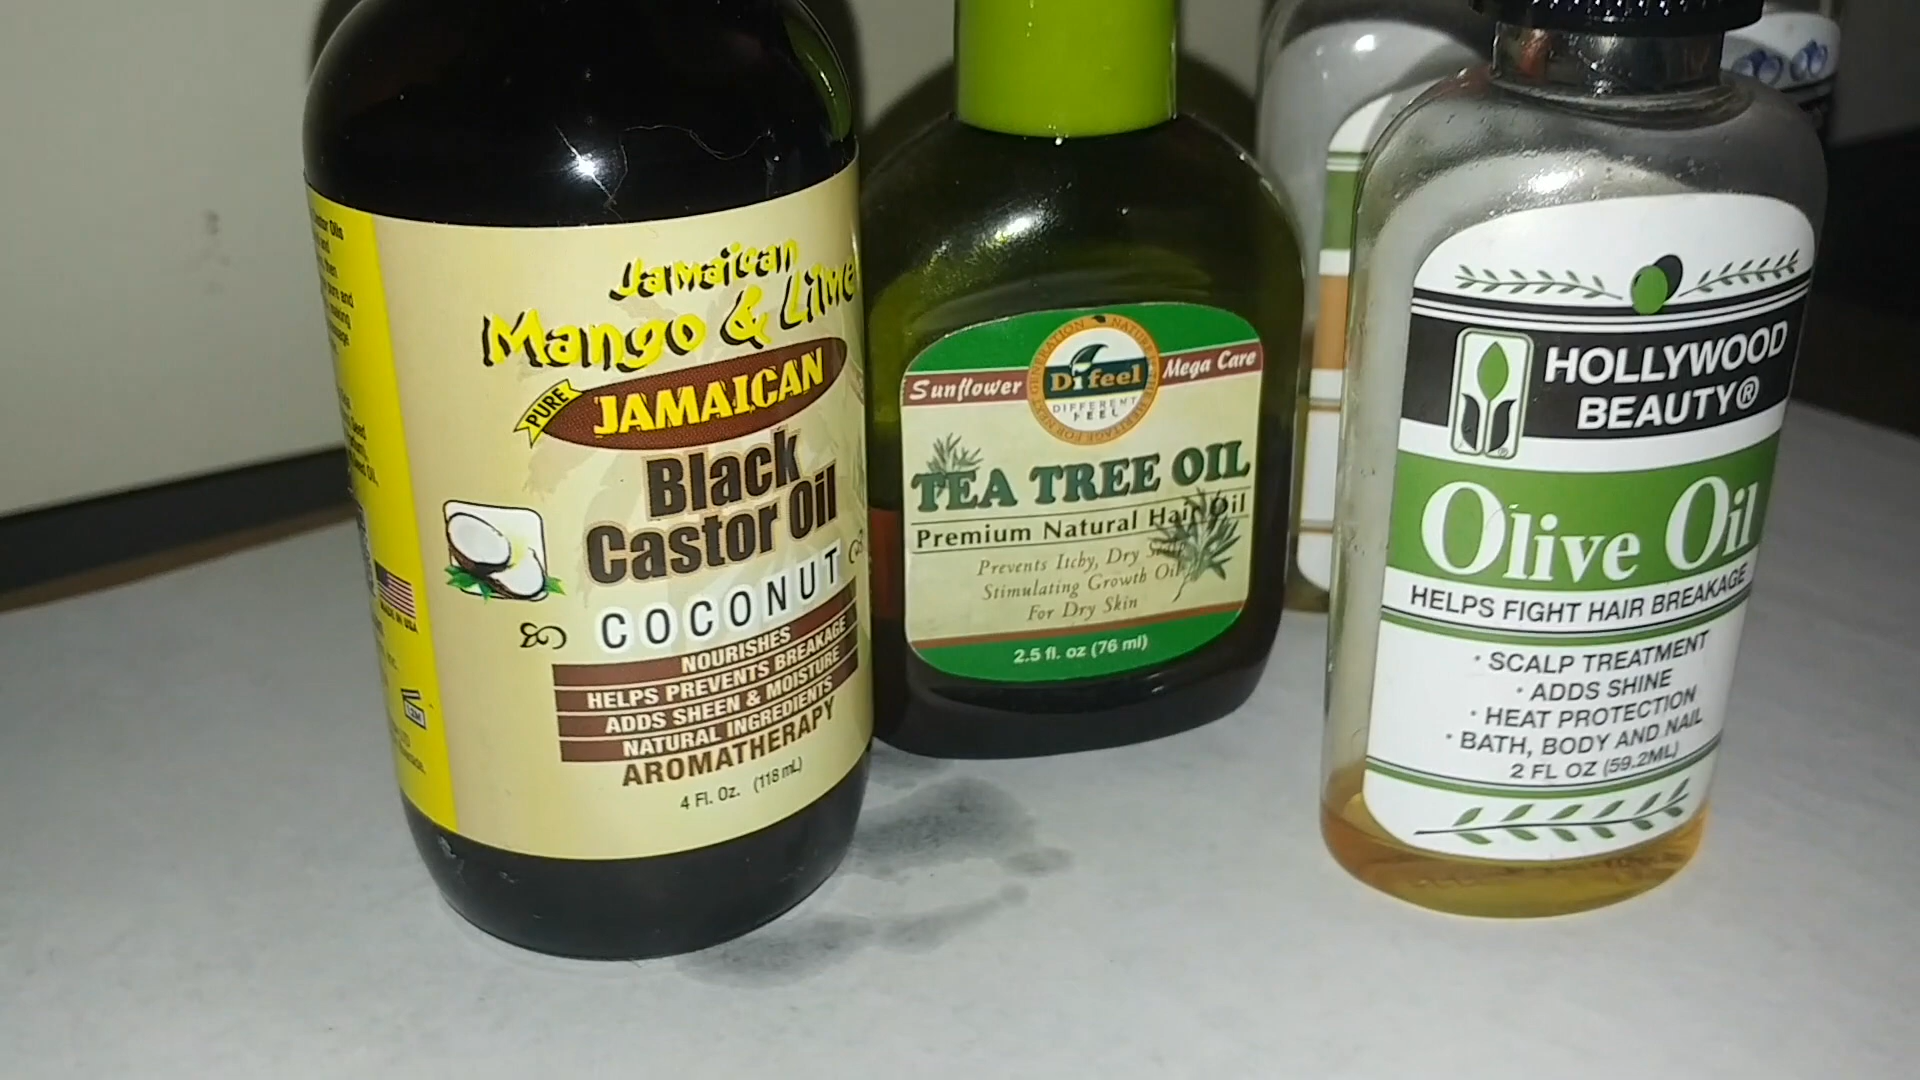 Jamaican
Mango & Lime
PURE
JAMAICAN
Black
Castor Oil
COCONUT
NOURISHES
HELPS PREVENTS BREAKAGE
ADDS SHEEN & MOISTURE
NATURAL INGREDIENTS
AROMATHERAPY
4 Fl. Oz. (118 mL)
MADE IN USA
Sunflower
Difeel
Mega Care
DIFFERENT
FEEL
TEA TREE OIL
Premium Natural Hair Oil
Prevents Itchy, Dry Scalp
Stimulating Growth Oil
For Dry Skin
2.5 fl. oz (76 ml)
HOLLYWOOD
BEAUTY®
Olive Oil
HELPS FIGHT HAIR BREAKAGE
· SCALP TREATMENT
· ADDS SHINE
· HEAT PROTECTION
· BATH, BODY AND NAIL
2 FL OZ (59.2ML)